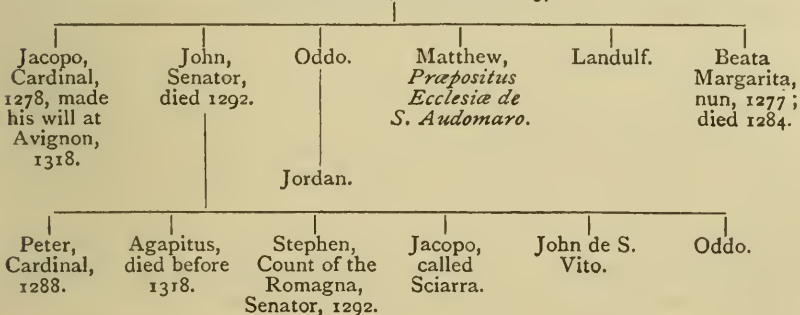 Jacopo,
Cardinal,
1278, made
his will at
Avignon,
1318.
John,
Senator,
died 1292.
Oddo.
Matthew,
Præpositus
Ecclesiæ de
S. Audomaro.
Landulf.
Beata
Margarita,
nun, 1277;
died 1284.
Jordan.
Peter,
Cardinal,
1288.
Agapitus,
died before
1318.
Stephen,
Count of the
Romagna,
Senator, 1292.
Jacopo,
called
Sciarra.
John de S.
Vito.
Oddo.